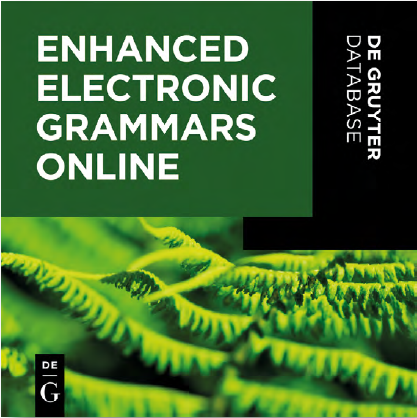 ENHANCED
ELECTRONIC
GRAMMARS
ONLINE
DE GRUYTER
DATABASE
DE
G